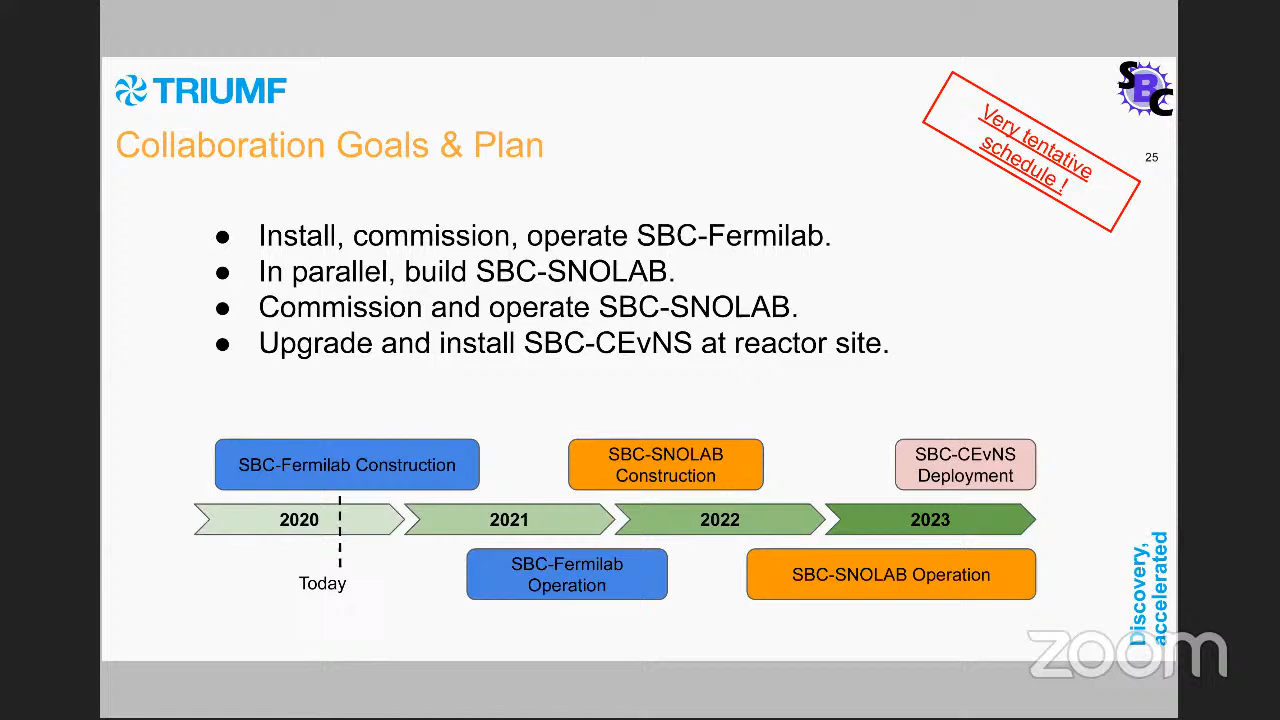 TRIUMF
SBC
Collaboration Goals & Plan
Very tentative
schedule !
25
● Install, commission, operate SBC-Fermilab.
● In parallel, build SBC-SNOLAB.
● Commission and operate SBC-SNOLAB.
● Upgrade and install SBC-CEvNS at reactor site.
SBC-Fermilab Construction
SBC-SNOLAB
Construction
SBC-CEvNS
Deployment
2020
2021
2022
2023
Today
SBC-Fermilab
Operation
SBC-SNOLAB Operation
Discovery,
accelerated
zoom